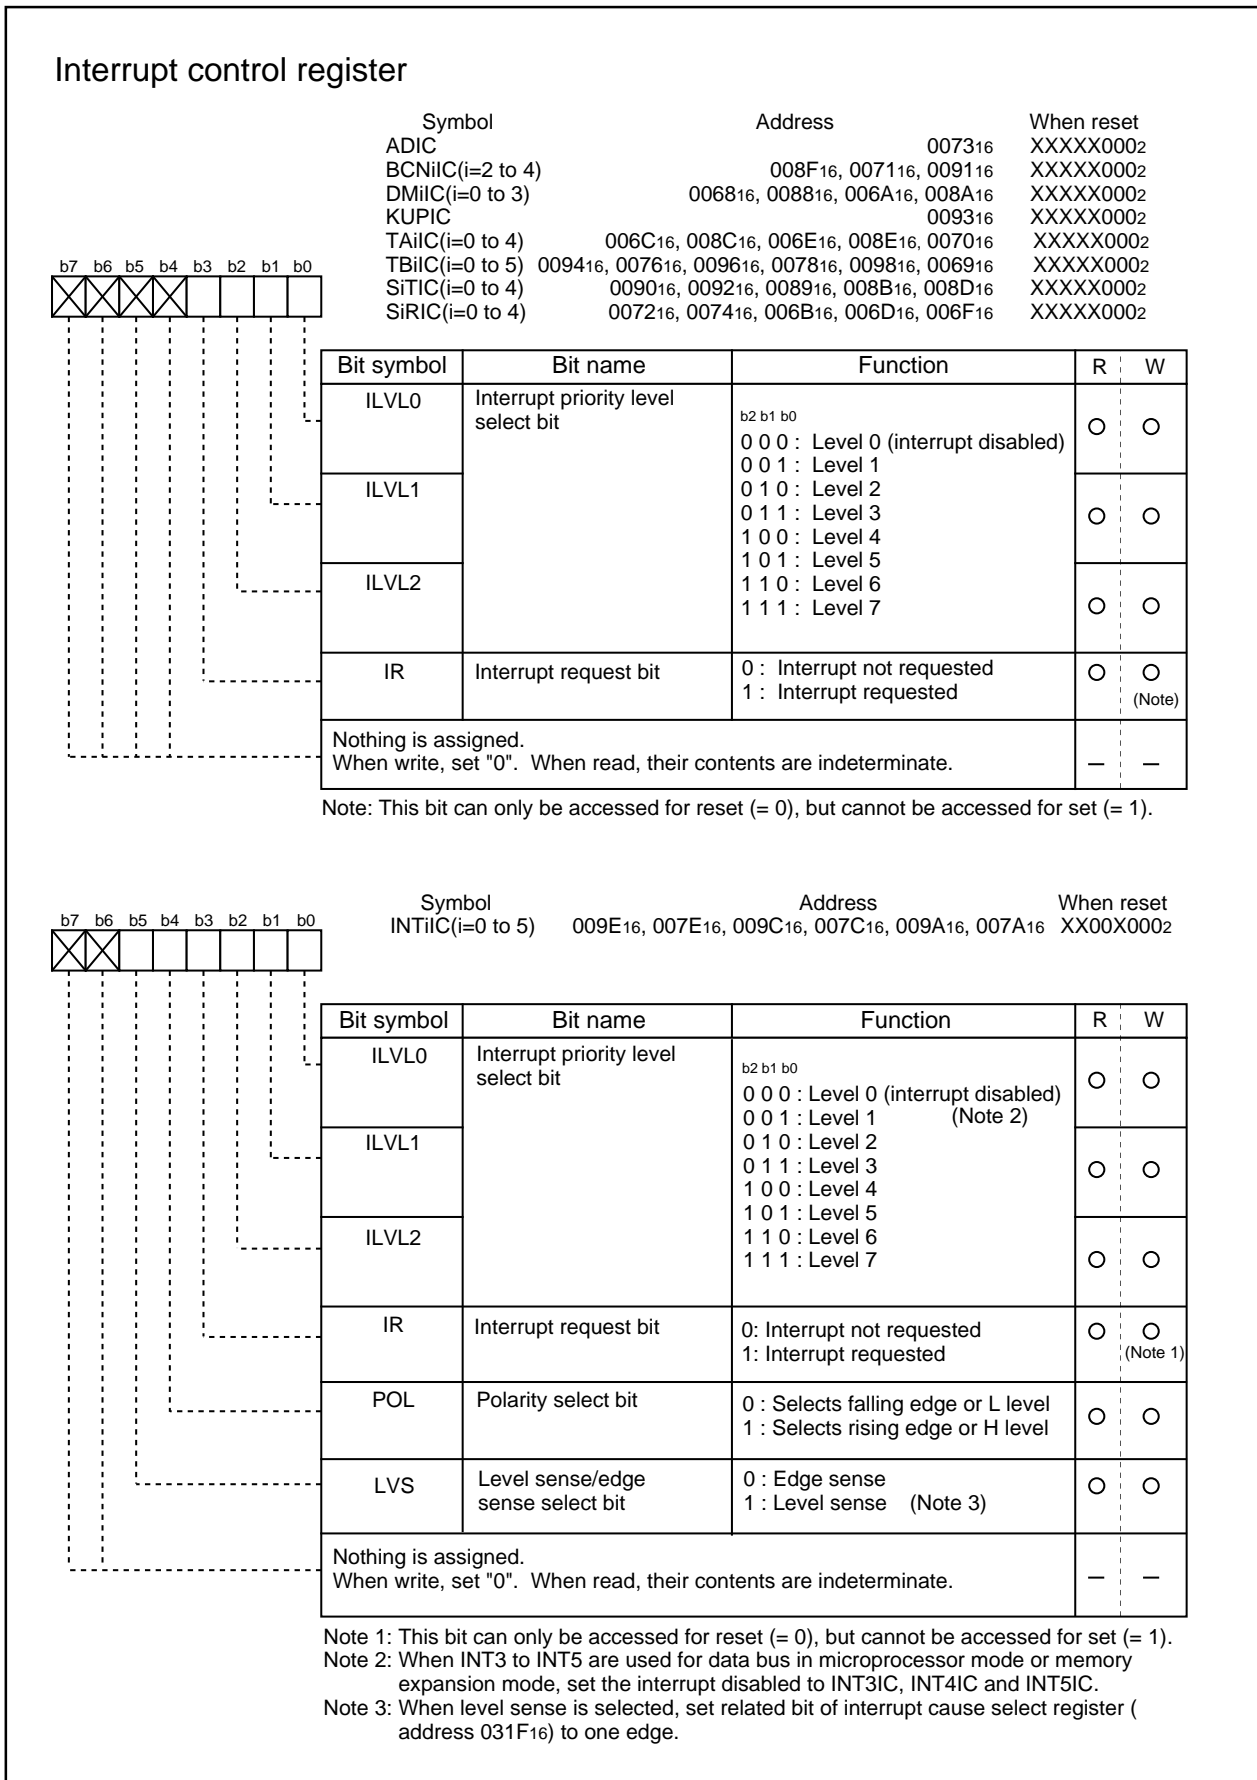 Interrupt control register
Symbol Address When reset
ADIC 007316 XXXXX0002
BCNiIC(i=2 to 4) 008F16, 007116, 009116 XXXXX0002
DMiIC(i=0 to 3) 006816, 008816, 006A16, 008A16 XXXXX0002
KUPIC 009316 XXXXX0002
TAiIC(i=0 to 4) 006C16, 008C16, 006E16, 008E16, 007016 XXXXX0002
TBiIC(i=0 to 5) 009416, 007616, 009616, 007816, 009816, 006916 XXXXX0002
SiTIC(i=0 to 4) 009016, 009216, 008916, 008B16, 008D16 XXXXX0002
SiRIC(i=0 to 4) 007216, 007416, 006B16, 006D16, 006F16 XXXXX0002
b7 b6 b5 b4 b3 b2 b1 b0
Bit symbol Bit name Function R W
ILVL0 Interrupt priority level
select bit
b2 b1 b0
0 0 0 : Level 0 (interrupt disabled)
0 0 1 : Level 1
ILVL1 0 1 0 : Level 2
0 1 1 : Level 3
1 0 0 : Level 4
1 0 1 : Level 5
ILVL2 1 1 0 : Level 6
1 1 1 : Level 7
IR Interrupt request bit 0 : Interrupt not requested
1 : Interrupt requested
(Note)
Nothing is assigned.
When write, set "0". When read, their contents are indeterminate. – –
Note: This bit can only be accessed for reset (= 0), but cannot be accessed for set (= 1).
Symbol Address When reset
INTiIC(i=0 to 5) 009E16, 007E16, 009C16, 007C16, 009A16, 007A16 XX00X0002
b7 b6 b5 b4 b3 b2 b1 b0
Bit symbol Bit name Function R W
ILVL0 Interrupt priority level
select bit
b2 b1 b0
0 0 0 : Level 0 (interrupt disabled)
0 0 1 : Level 1 (Note 2)
ILVL1 0 1 0 : Level 2
0 1 1 : Level 3
1 0 0 : Level 4
1 0 1 : Level 5
ILVL2 1 1 0 : Level 6
1 1 1 : Level 7
IR Interrupt request bit 0: Interrupt not requested
1: Interrupt requested (Note 1)
POL Polarity select bit 0 : Selects falling edge or L level
1 : Selects rising edge or H level
LVS Level sense/edge 0 : Edge sense
sense select bit 1 : Level sense (Note 3)
Nothing is assigned.
When write, set "0". When read, their contents are indeterminate. – –
Note 1: This bit can only be accessed for reset (= 0), but cannot be accessed for set (= 1).
Note 2: When INT3 to INT5 are used for data bus in microprocessor mode or memory
expansion mode, set the interrupt disabled to INT3IC, INT4IC and INT5IC.
Note 3: When level sense is selected, set related bit of interrupt cause select register (
address 031F16) to one edge.